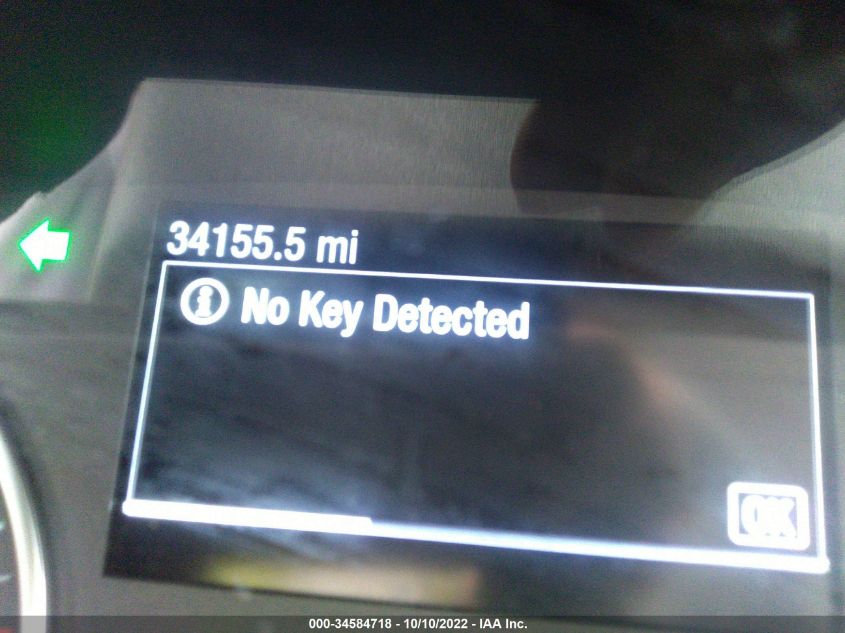 34155.5 mi
No Key Detected
OK
000-34584718 - 10/10/2022 - IAA Inc.